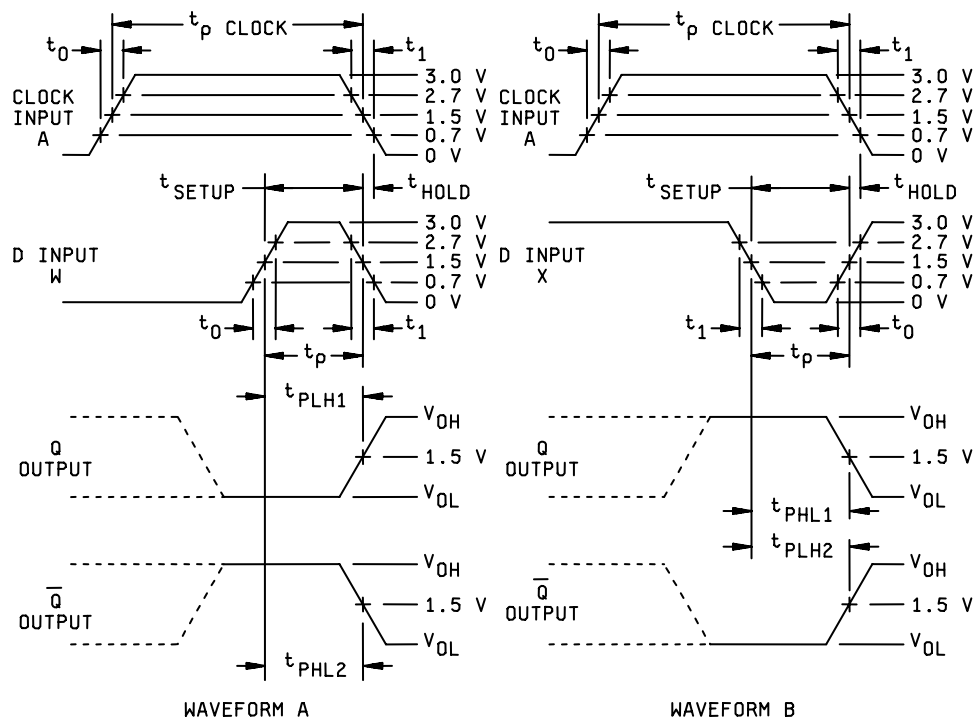 tp CLOCK
t0
t1
CLOCK
INPUT
A
3.0 V
2.7 V
1.5 V
0.7 V
0 V
tSETUP
tHOLD
D INPUT
W
3.0 V
2.7 V
1.5 V
0.7 V
0 V
t0
t1
tp
tPLH1
Q
OUTPUT
VOH
1.5 V
VOL
Q̅
OUTPUT
VOH
1.5 V
VOL
tPHL2
WAVEFORM A
tp CLOCK
t0
t1
CLOCK
INPUT
A
3.0 V
2.7 V
1.5 V
0.7 V
0 V
tSETUP
tHOLD
D INPUT
X
3.0 V
2.7 V
1.5 V
0.7 V
0 V
t1
t0
tp
Q
OUTPUT
VOH
1.5 V
VOL
tPHL1
tPLH2
Q̅
OUTPUT
VOH
1.5 V
VOL
WAVEFORM B